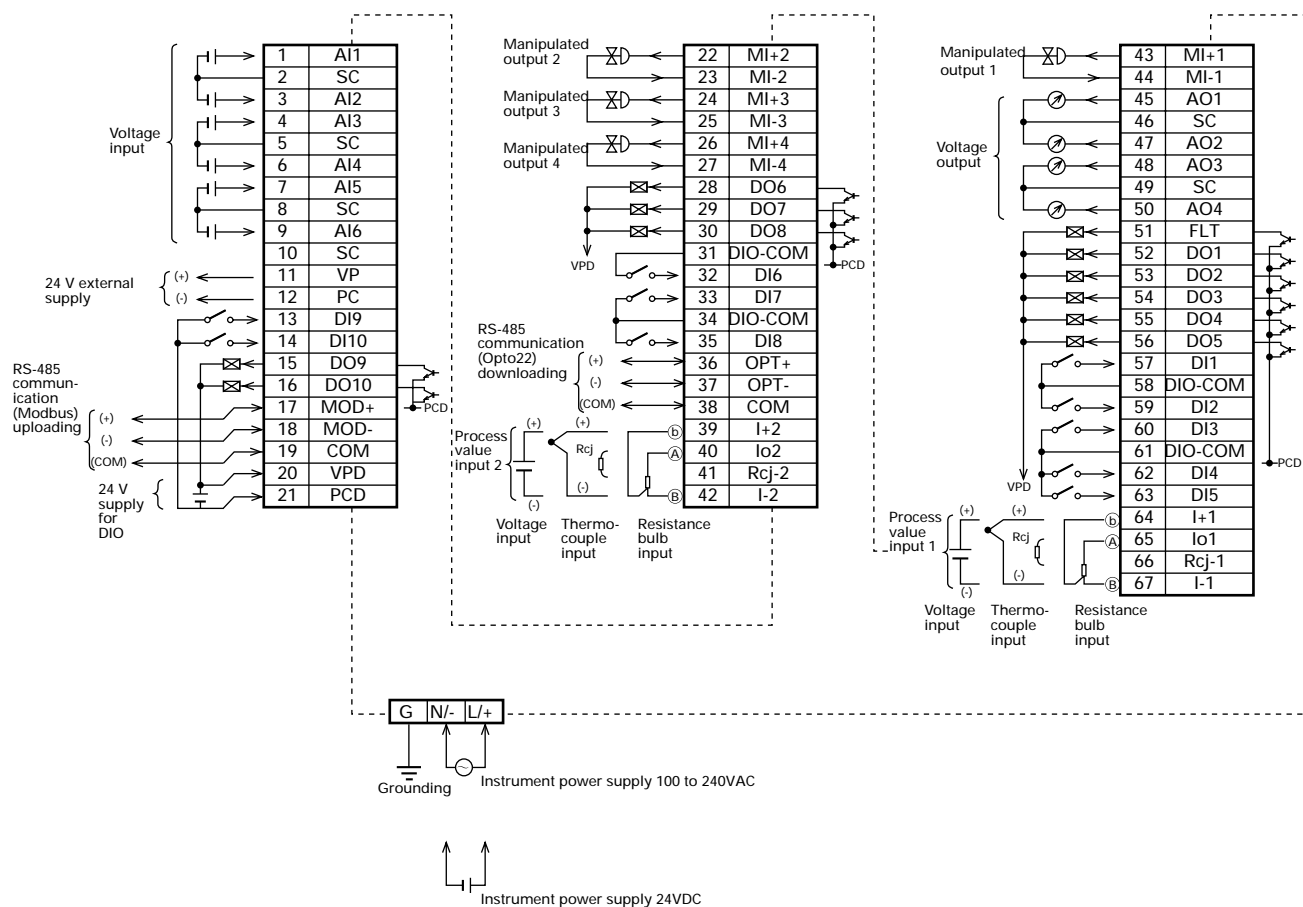 Voltage
input
24 V external
supply
(+)
(-)
RS-485
commun-
ication
(Modbus)
uploading
(+)
(-)
(COM)
24 V
supply
for
DIO
1 AI1
2 SC
3 AI2
4 AI3
5 SC
6 AI4
7 AI5
8 SC
9 AI6
10 SC
11 VP
12 PC
13 DI9
14 DI10
15 DO9
16 DO10
17 MOD+
18 MOD-
19 COM
20 VPD
21 PCD
PCD
Manipulated
output 2
Manipulated
output 3
Manipulated
output 4
VPD
RS-485
communication
(Opto22)
downloading
(+)
(-)
(COM)
Process
value
input 2
(+)
(-)
(+)
Rcj
(-)
b
A
B
Voltage
input
Thermo-
couple
input
Resistance
bulb
input
22 MI+2
23 MI-2
24 MI+3
25 MI-3
26 MI+4
27 MI-4
28 DO6
29 DO7
30 DO8
31 DIO-COM
32 DI6
33 DI7
34 DIO-COM
35 DI8
36 OPT+
37 OPT-
38 COM
39 I+2
40 Io2
41 Rcj-2
42 I-2
PCD
Manipulated
output 1
Voltage
output
VPD
Process
value
input 1
(+)
(-)
(+)
Rcj
(-)
b
A
B
Voltage
input
Thermo-
couple
input
Resistance
bulb
input
43 MI+1
44 MI-1
45 AO1
46 SC
47 AO2
48 AO3
49 SC
50 AO4
51 FLT
52 DO1
53 DO2
54 DO3
55 DO4
56 DO5
57 DI1
58 DIO-COM
59 DI2
60 DI3
61 DIO-COM
62 DI4
63 DI5
64 I+1
65 Io1
66 Rcj-1
67 I-1
PCD
G N/- L/+
Grounding
Instrument power supply 100 to 240VAC
Instrument power supply 24VDC